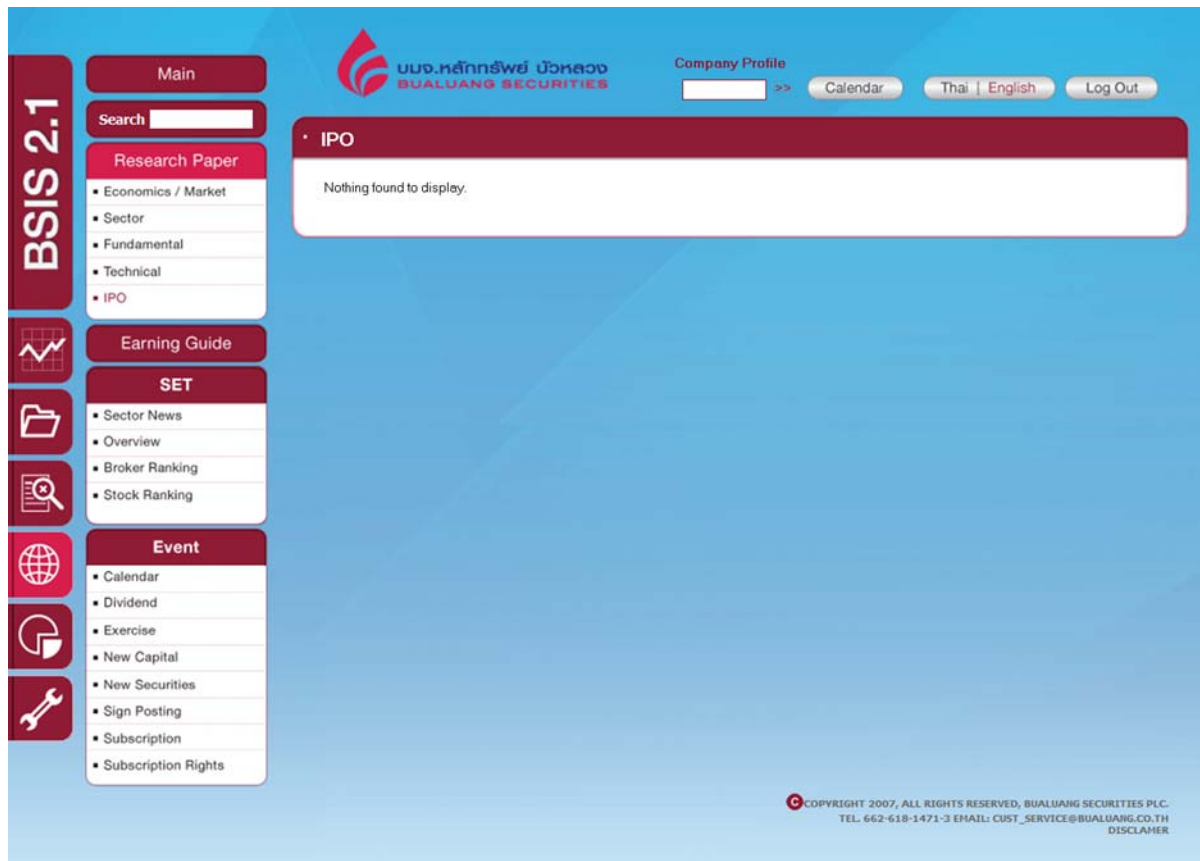 BSIS 2.1
Main
Search
Research Paper
Economics / Market
Sector
Fundamental
Technical
IPO
Earning Guide
SET
Sector News
Overview
Broker Ranking
Stock Ranking
Event
Calendar
Dividend
Exercise
New Capital
New Securities
Sign Posting
Subscription
Subscription Rights
บมจ.หลักทรัพย์ บัวหลวง
BUALUANG SECURITIES
Company Profile
>>
Calendar
Thai | English
Log Out
IPO
Nothing found to display.
C COPYRIGHT 2007, ALL RIGHTS RESERVED, BUALUANG SECURITIES PLC.
TEL. 662-618-1471-3 EMAIL: CUST_SERVICE@BUALUANG.CO.TH
DISCLAMER